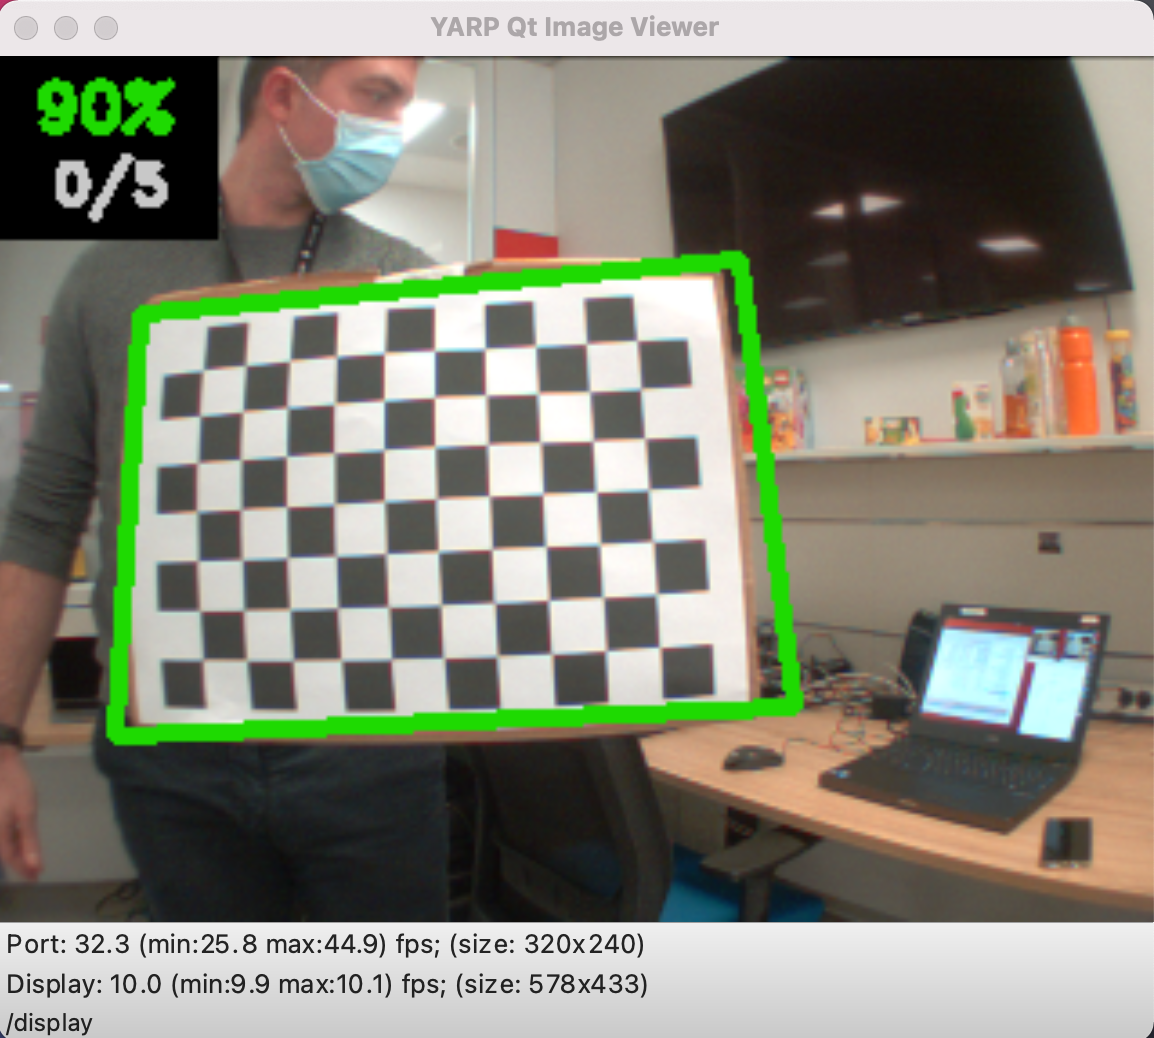 YARP Qt Image Viewer
90%
0/5
Port: 32.3 (min:25.8 max:44.9) fps; (size: 320x240)
Display: 10.0 (min:9.9 max:10.1) fps; (size: 578x433)
/display